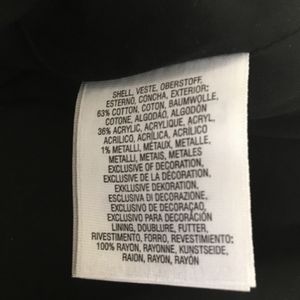 SHELL, VESTE, OBERSTOFF,
ESTERNO, CONCHA, EXTERIOR:
63% COTTON, COTON, BAUMWOLLE,
COTONE, ALGODAO, ALGODÓN
36% ACRYLIC, ACRYLIQUE, ACRYL,
ACRILICO, ACRÍLICA, ACRÍLICO
1% METALLI, MÉTAUX, METALLE,
METALLI, METAIS, METALES
EXCLUSIVE OF DECORATION,
EXCLUSIVE DE LA DÉCORATION,
EXKLUSIVE DEKORATION,
ESCLUSIVA DI DECORAZIONE,
EXCLUSIVO DE DECORAÇAO,
EXCLUSIVO PARA DECORACIÓN
LINING, DOUBLURE, FUTTER,
RIVESTIMENTO, FORRO, REVESTIMIENTO:
100% RAYON, RAYONNE, KUNSTSEIDE,
RAION, RAYON, RAYÓN